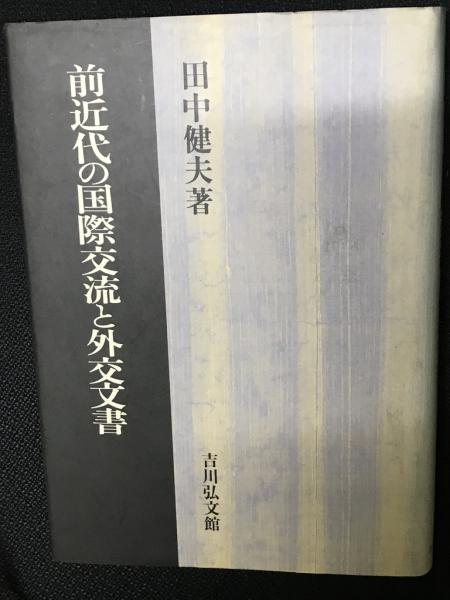 前近代の国際交流と外交文書
田中健夫著
吉川弘文館